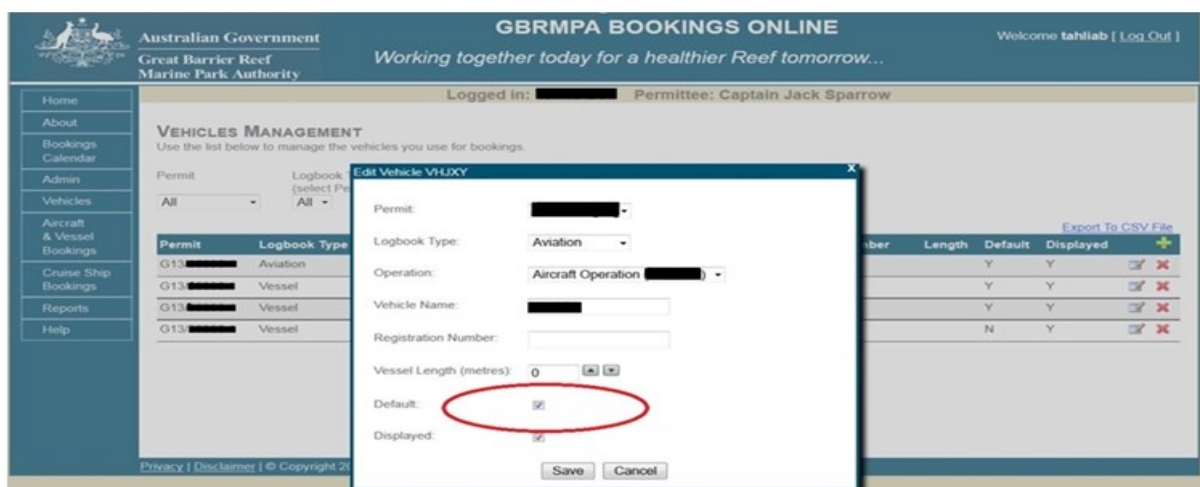 Australian Government
Great Barrier Reef
Marine Park Authority
GBRMPA BOOKINGS ONLINE
Working together today for a healthier Reef tomorrow...
Welcome tahliab [ Log Out ]
Logged in: Permittee: Captain Jack Sparrow
Home
About
Bookings
Calendar
Admin
Vehicles
Aircraft
& Vessel
Bookings
Cruise Ship
Bookings
Reports
Help
VEHICLES MANAGEMENT
Use the list below to manage the vehicles you use for bookings.
Permit
All
Logbook
(select
All
Export To CSV File
Permit Logbook Type Length Default Displayed
G13/ Aviation Y Y
G13/ Vessel Y Y
G13/ Vessel Y Y
G13/ Vessel N Y
Edit Vehicle VHJXY X
Permit:
Logbook Type: Aviation
Operation: Aircraft Operation ( )
Vehicle Name:
Registration Number:
Vessel Length (metres): 0
Default:
Displayed:
Save Cancel
Privacy | Disclaimer | © Copyright 20